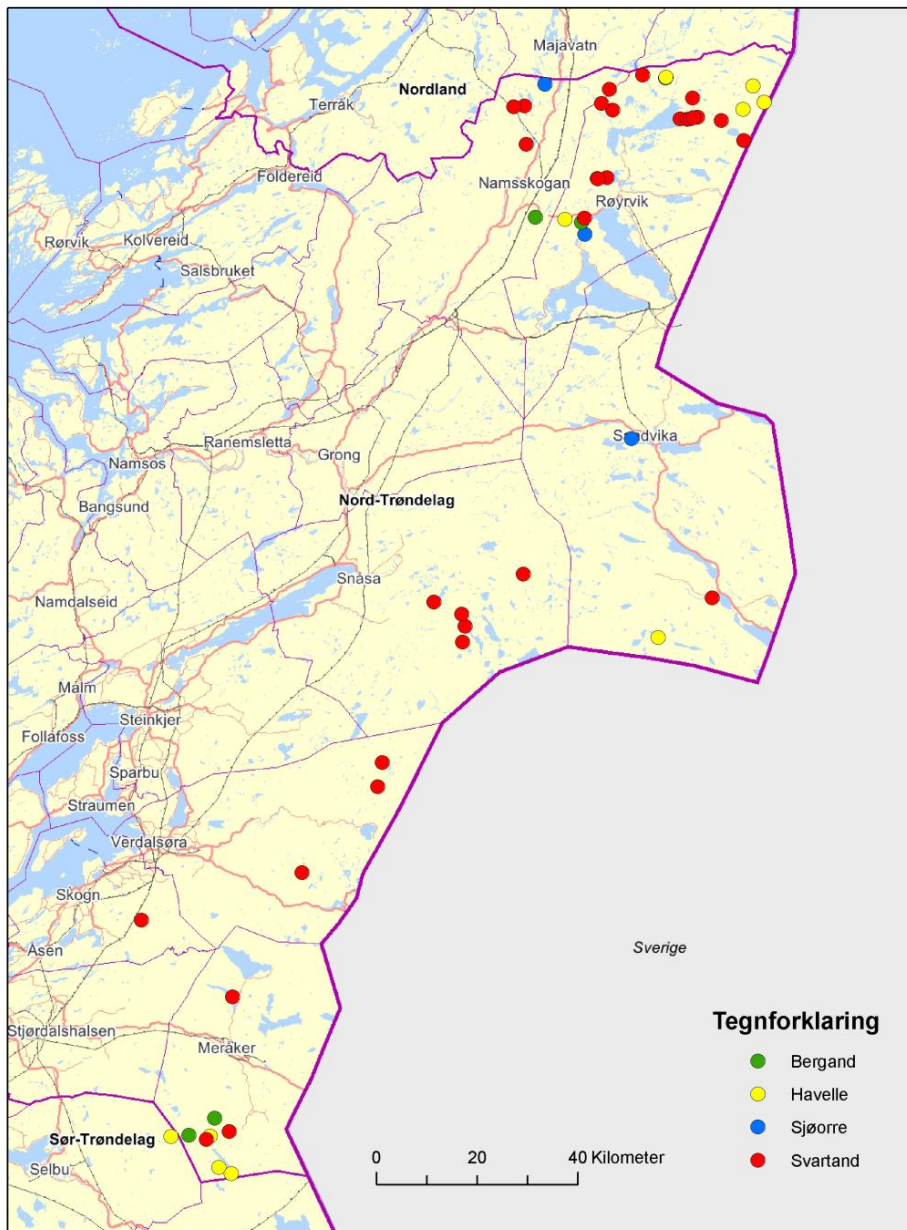 Majavatn
Nordland
Terråk
Foldereid
Namsskogan
Røyrvik
Rørvik
Kolvereid
Salsbruket
Ranemsletta
Sandvika
Grong
Namsos
Nord-Trøndelag
Bangsund
Snåsa
Namdalseid
Malm
Steinkjer
Follafoss
Sparbu
Straumen
Verdalsøra
Skogn
Åsen
Sverige
Stjørdalshalsen
Meråker
Sør-Trøndelag
Selbu
Tegnforklaring
Bergand
Havelle
Sjøorre
Svartand
0 20 40 Kilometer